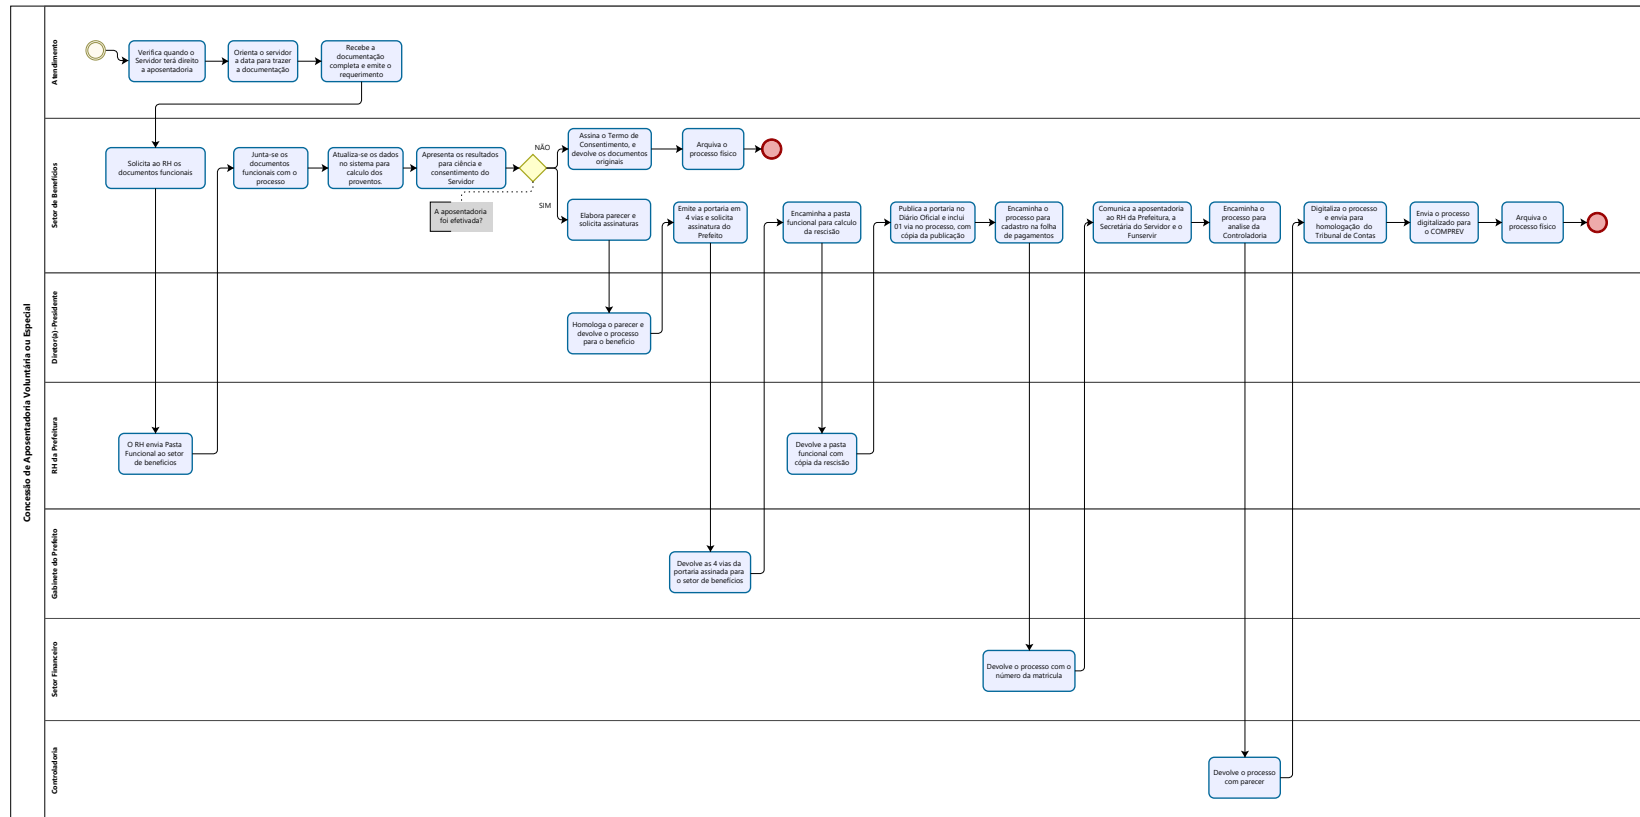 Concessão de Aposentadoria Voluntária ou Especial
Atendimento
Verifica quando o
Servidor terá direito
a aposentadoria
Orienta o servidor
a data para trazer
a documentação
Recebe a
documentação
completa e emite o
requerimento
Setor de Benefícios
Solicita ao RH os
documentos funcionais
Junta-se os
documentos
funcionais com o
processo
Atualiza-se os dados
no sistema para
calculo dos
proventos.
Apresenta os resultados
para ciência e
consentimento do
Servidor
A aposentadoria
foi efetivada?
NÃO
Assina o Termo de
Consentimento, e
devolve os documentos
originais
Arquiva o
processo físico
SIM
Elabora parecer e
solicita assinaturas
Emite a portaria em
4 vias e solicita
assinatura do
Prefeito
Encaminha a pasta
funcional para calculo
da rescisão
Publica a portaria no
Diário Oficial e inclui
01 via no processo, com
cópia da publicação
Encaminha o
processo para
cadastro na folha
de pagamentos
Comunica a aposentadoria
ao RH da Prefeitura, a
Secretária do Servidor e o
Funservir
Encaminha o
processo para
analise da
Controladoria
Digitaliza o processo
e envia para
homologação do
Tribunal de Contas
Envia o processo
digitalizado para
o COMPREV
Arquiva o
processo físico
Diretor(a)-Presidente
Homologa o parecer e
devolve o processo
para o beneficio
RH da Prefeitura
O RH envia Pasta
Funcional ao setor
de beneficios
Devolve a pasta
funcional com
cópia da rescisão
Gabinete do Prefeito
Devolve as 4 vias da
portaria assinada para
o setor de benefícios
Setor Financeiro
Devolve o processo com o
número da matricula
Controladoria
Devolve o processo
com parecer